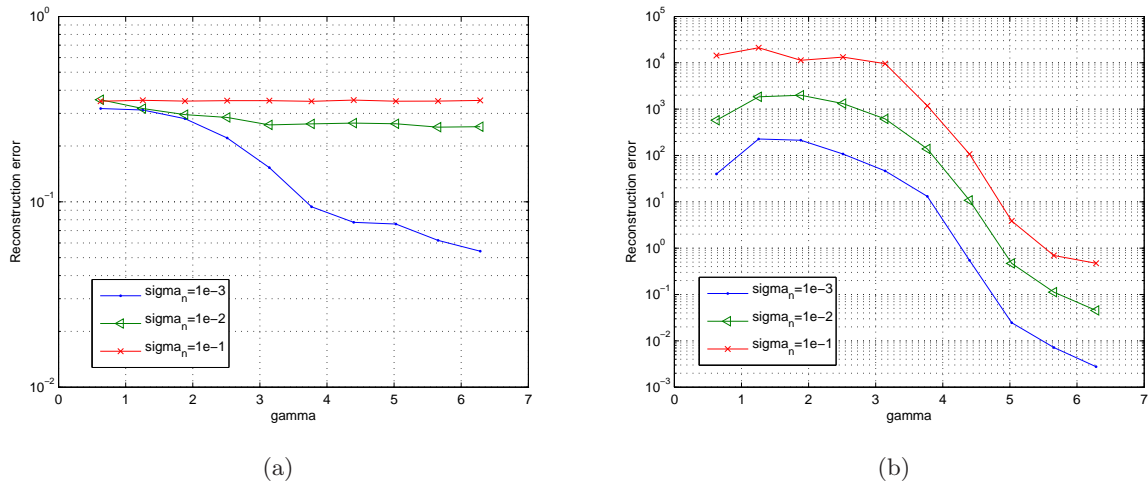 10^0
10^-1
10^-2
0 1 2 3 4 5 6 7
gamma
Reconstruction error
sigma_n=1e-3
sigma_n=1e-2
sigma_n=1e-1
(a)
10^5
10^4
10^3
10^2
10^1
10^0
10^-1
10^-2
10^-3
0 1 2 3 4 5 6 7
gamma
Reconstruction error
sigma_n=1e-3
sigma_n=1e-2
sigma_n=1e-1
(b)